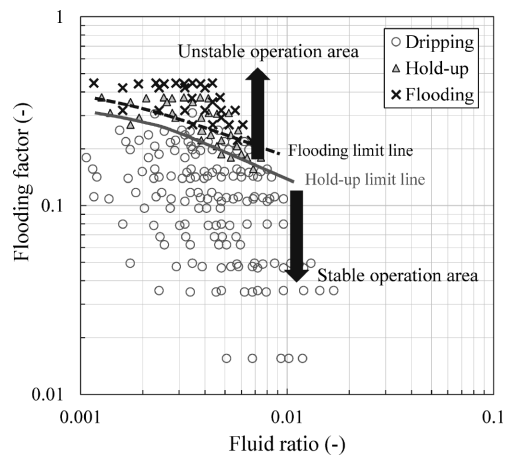 1
Unstable operation area
Dripping
Hold-up
Flooding
Flooding factor (-)
Flooding limit line
Hold-up limit line
0.1
Stable operation area
0.01
0.001
0.01
0.1
Fluid ratio (-)